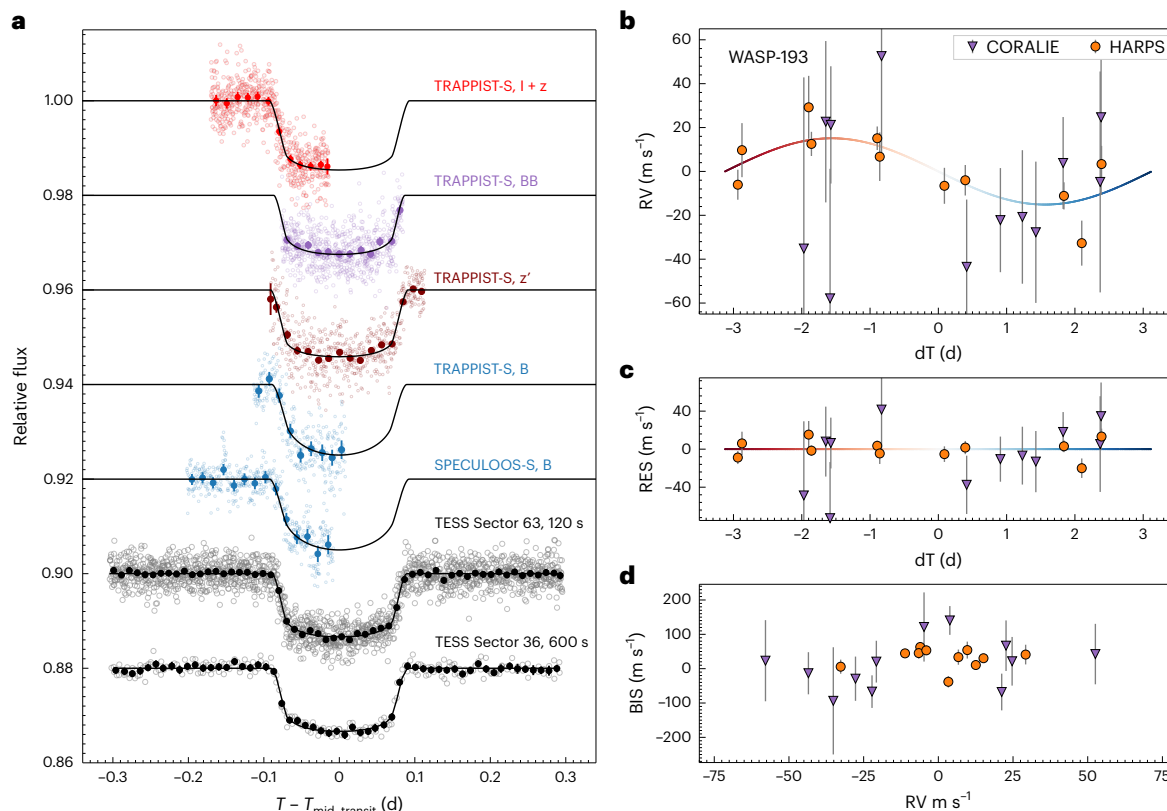 a
Relative flux
1.00
0.98
0.96
0.94
0.92
0.90
0.88
0.86
TRAPPIST-S, I + z
TRAPPIST-S, BB
TRAPPIST-S, z′
TRAPPIST-S, B
SPECULOOS-S, B
TESS Sector 63, 120 s
TESS Sector 36, 600 s
−0.3 −0.2 −0.1 0 0.1 0.2 0.3
T − Tmid-transit (d)
b
WASP-193
CORALIE HARPS
RV (m s⁻¹)
60
40
20
0
−20
−40
−60
−3 −2 −1 0 1 2 3
dT (d)
c
RES (m s⁻¹)
40
0
−40
−3 −2 −1 0 1 2 3
dT (d)
d
BIS (m s⁻¹)
200
100
0
−100
−200
−75 −50 −25 0 25 50 75
RV m s⁻¹